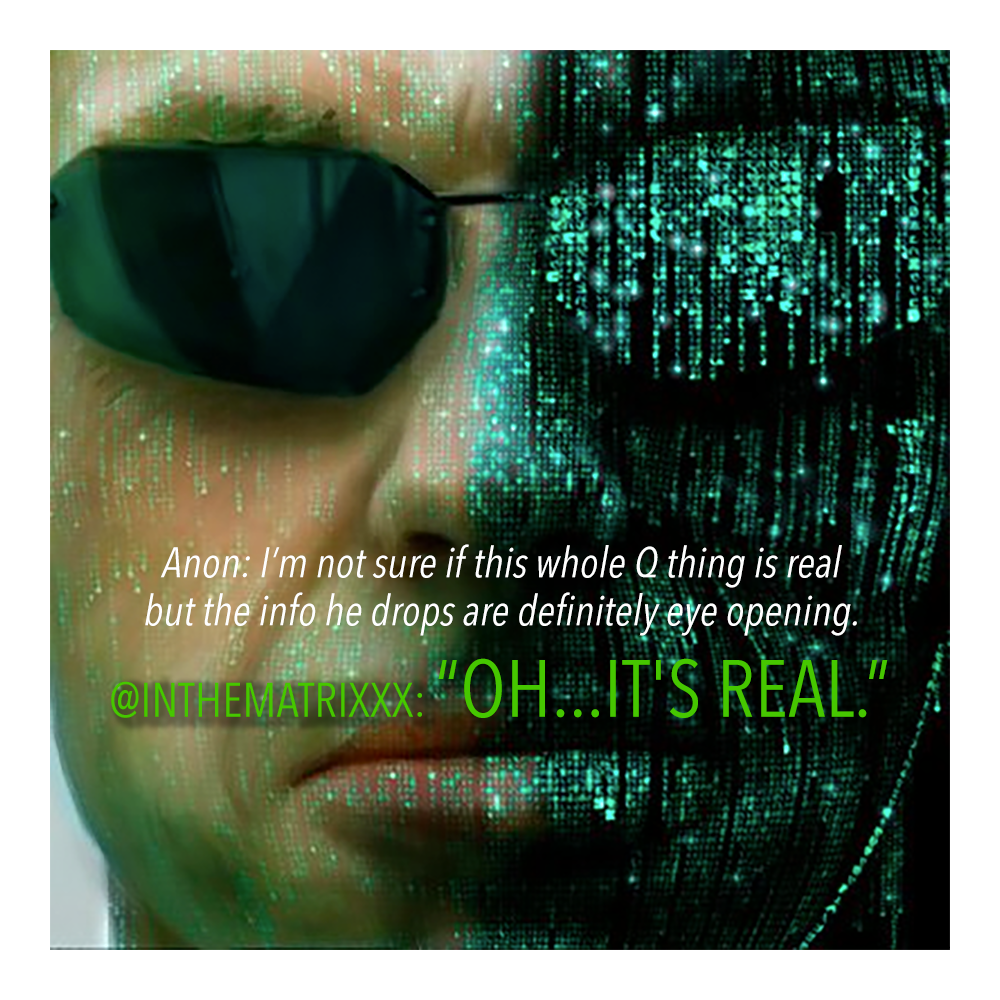 Anon: I’m not sure if this whole Q thing is real
but the info he drops are definitely eye opening.
@INTHEMATRIXXX: “OH...IT'S REAL.”